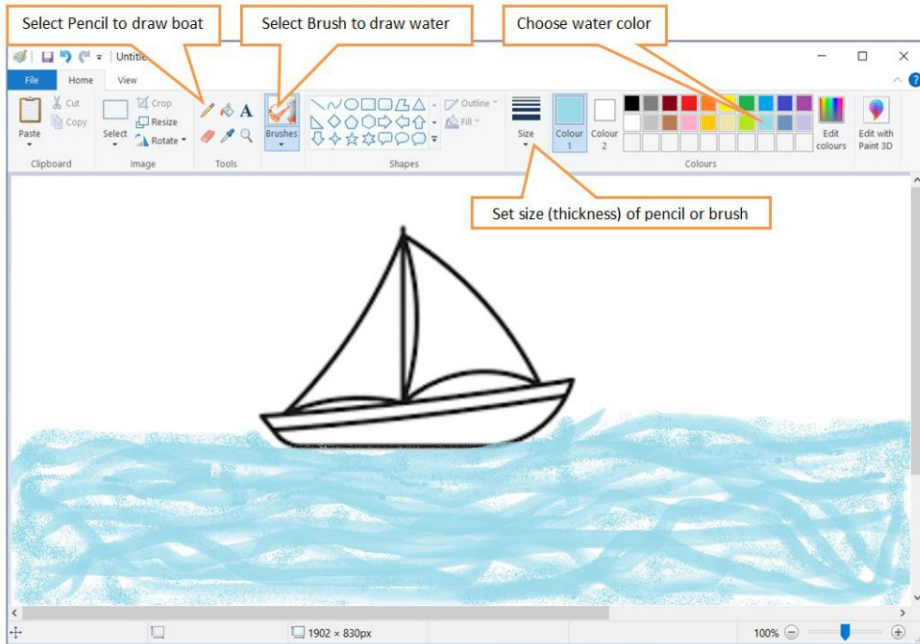 Select Pencil to draw boat
Select Brush to draw water
Choose water color
Untitle
File
Home
View
Paste
Cut
Copy
Clipboard
Select
Crop
Resize
Rotate
Image
A
Tools
Brushes
Outline
Fill
Shapes
Size
Colour
1
Colour
2
Edit
colours
Edit with
Paint 3D
Colours
?
Set size (thickness) of pencil or brush
1902 × 830px
100%